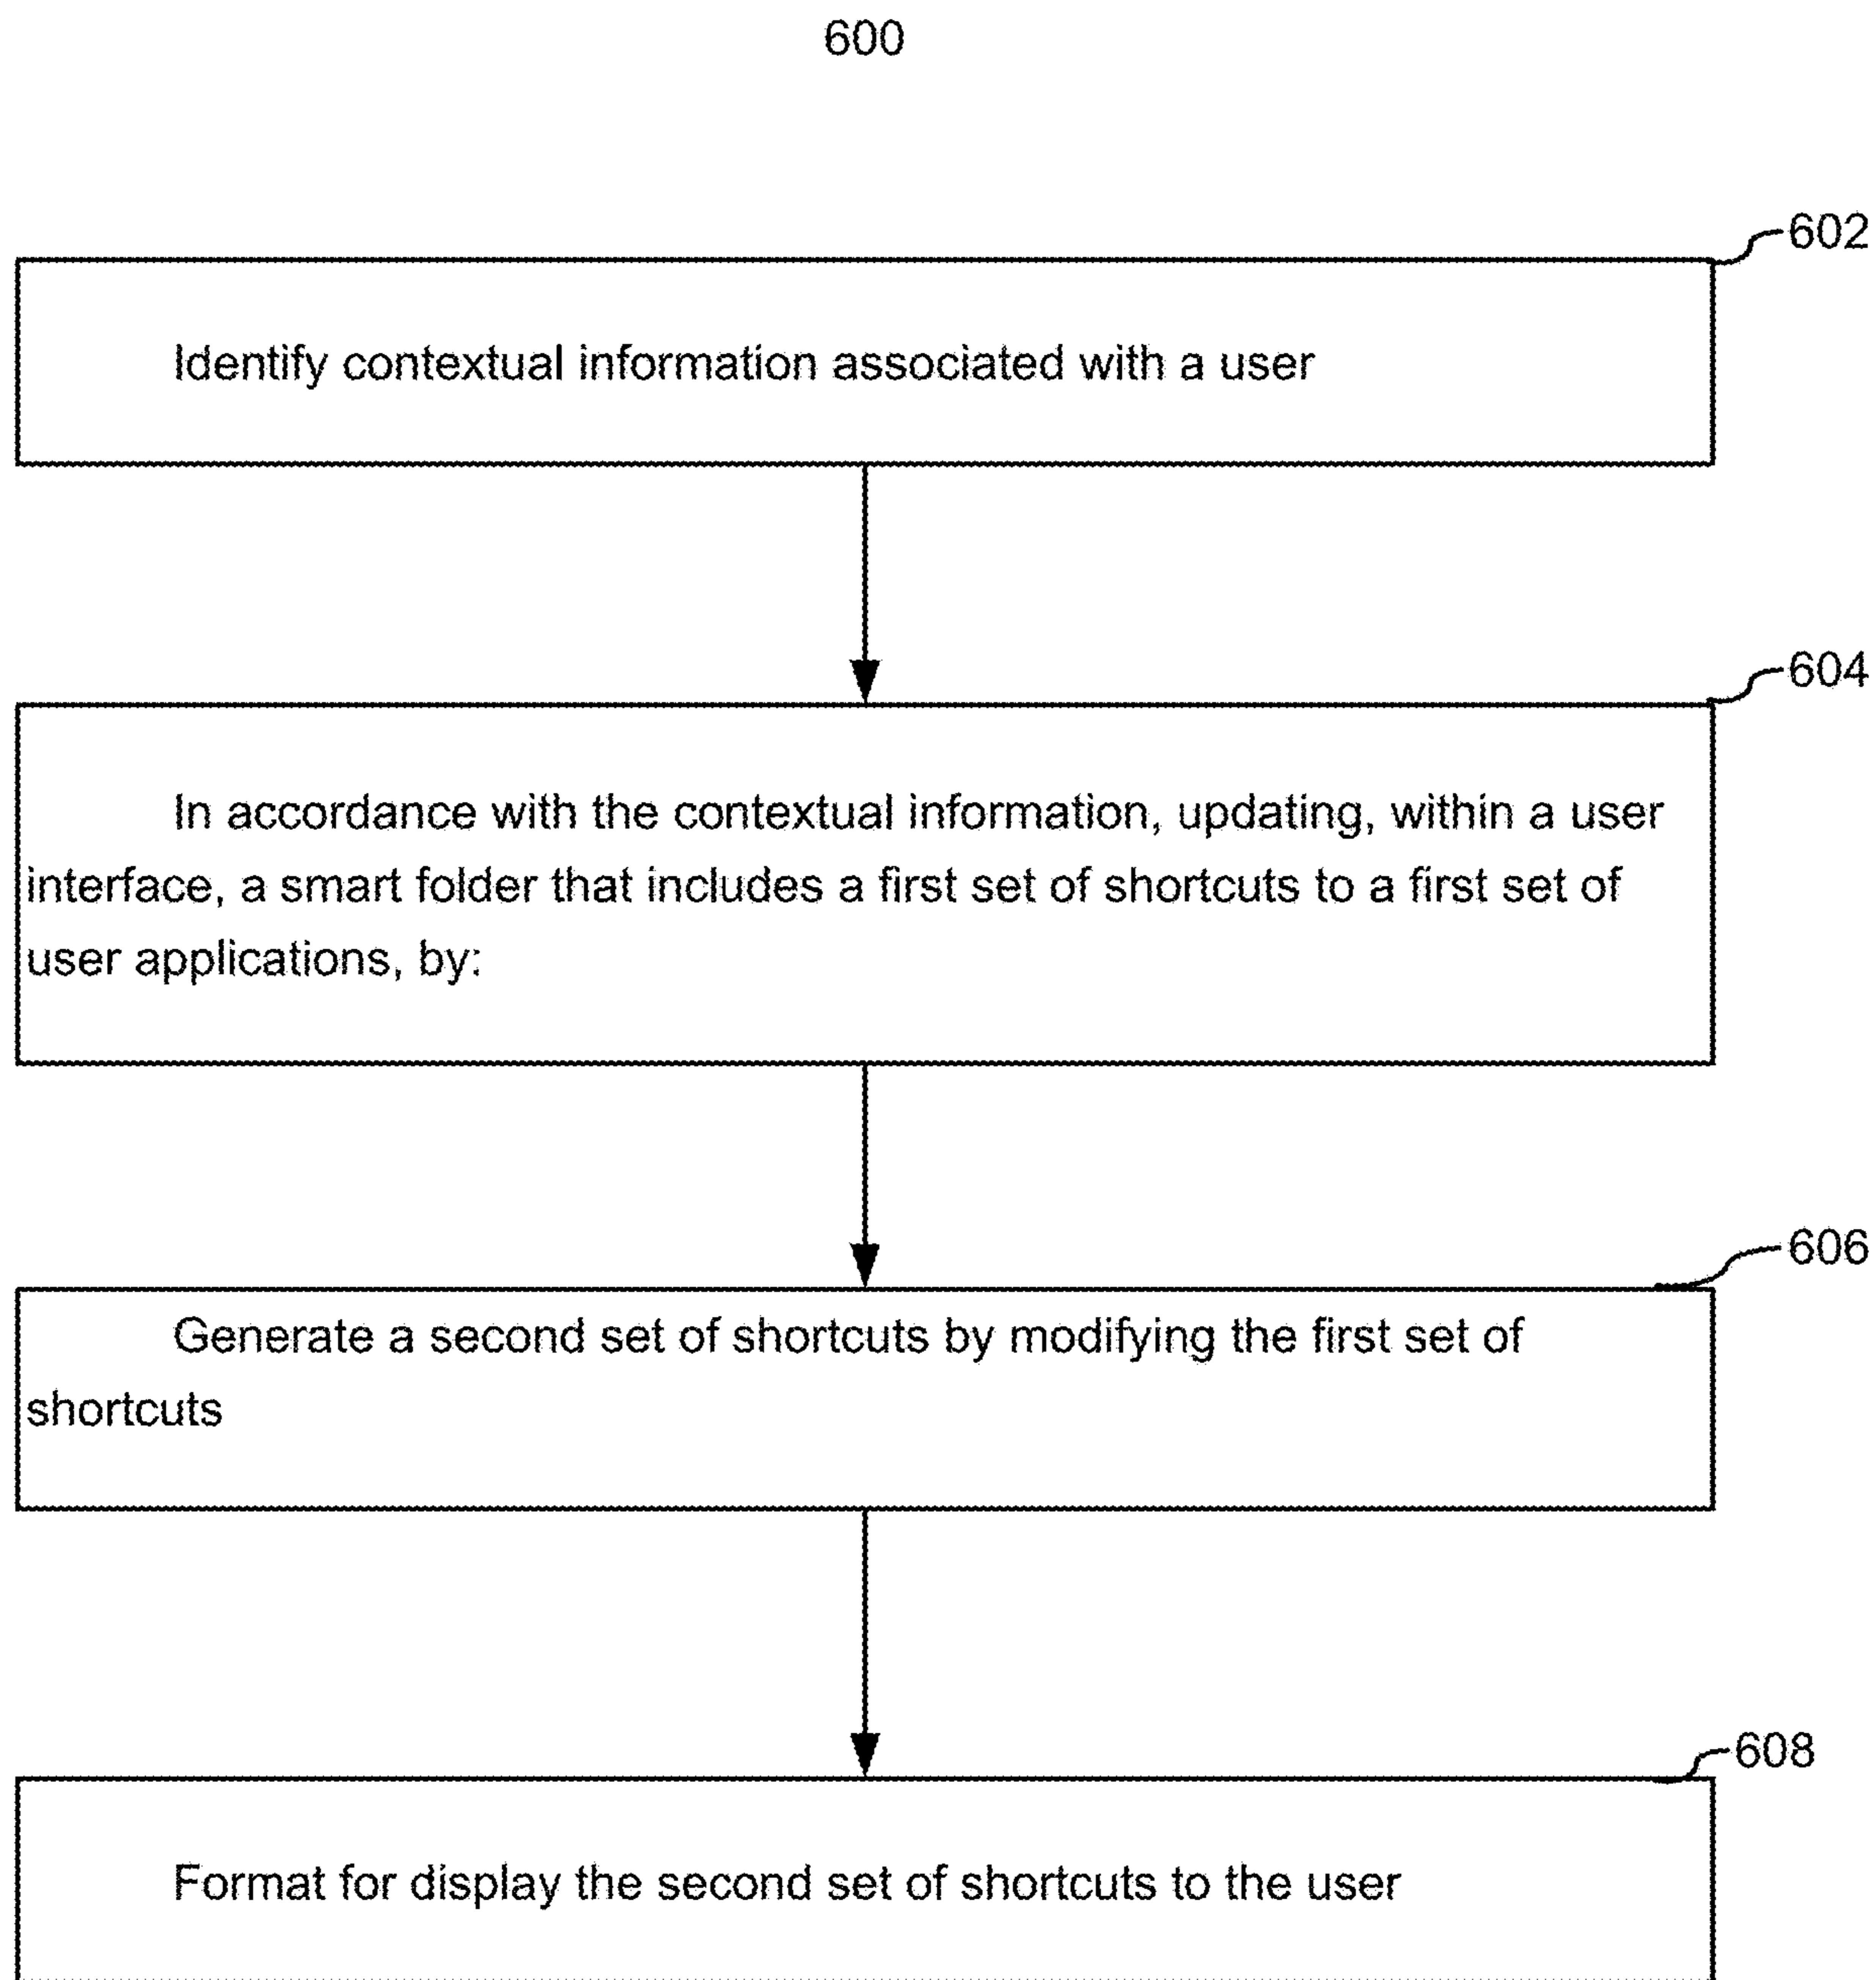 600
602
Identify contextual information associated with a user
604
In accordance with the contextual information, updating, within a user
interface, a smart folder that includes a first set of shortcuts to a first set of
user applications, by:
606
Generate a second set of shortcuts by modifying the first set of
shortcuts
608
Format for display the second set of shortcuts to the user